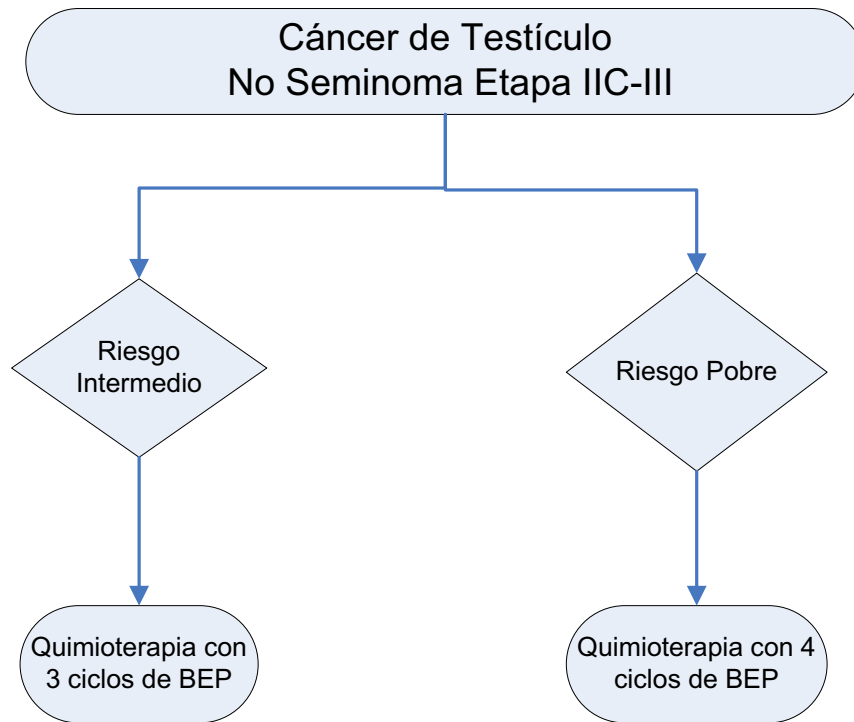 Cáncer de Testículo
No Seminoma Etapa IIC-III
Riesgo
Intermedio
Riesgo Pobre
Quimioterapia con
3 ciclos de BEP
Quimioterapia con 4
ciclos de BEP